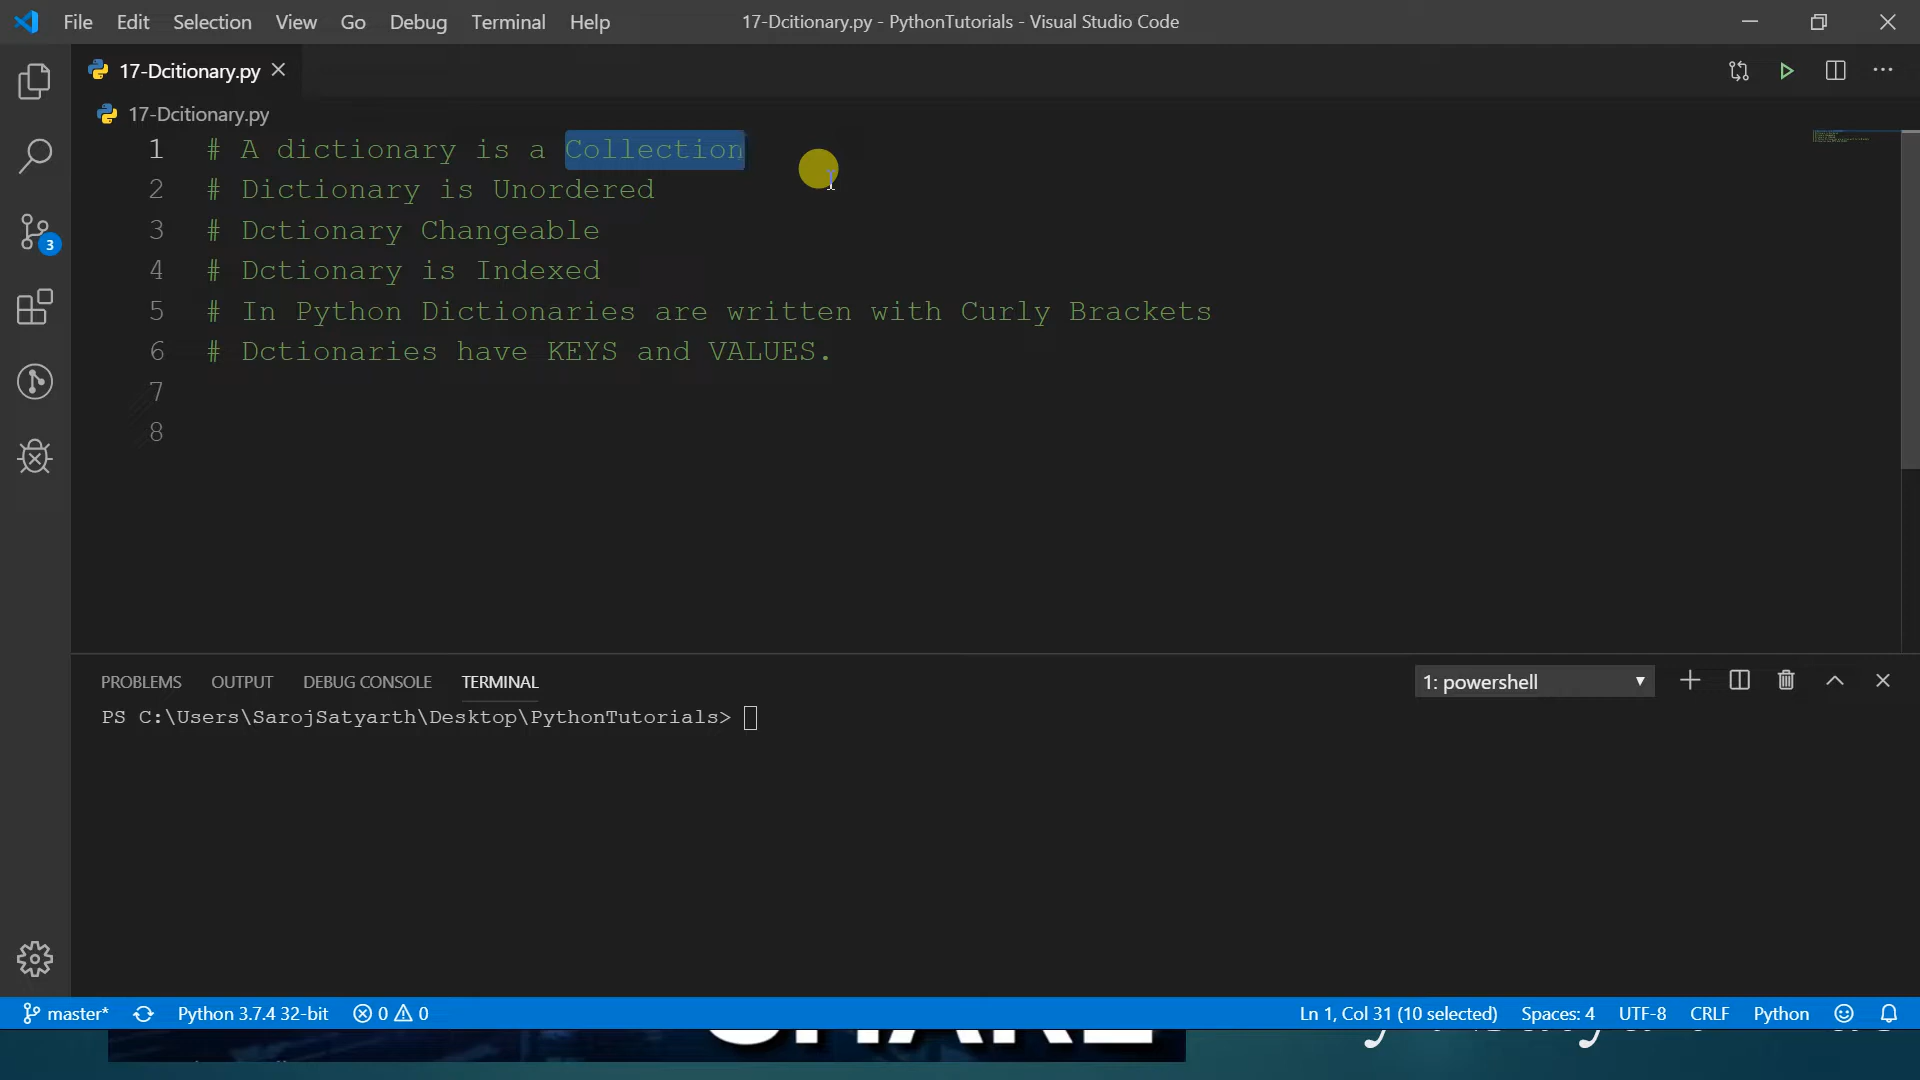 File Edit Selection View Go Debug Terminal Help 17-Dcitionary.py - PythonTutorials - Visual Studio Code
17-Dcitionary.py
17-Dcitionary.py
1 # A dictionary is a Collection
2 # Dictionary is Unordered
3 # Dctionary Changeable
4 # Dctionary is Indexed
5 # In Python Dictionaries are written with Curly Brackets
6 # Dctionaries have KEYS and VALUES.
7
8
3
PROBLEMS OUTPUT DEBUG CONSOLE TERMINAL 1: powershell
PS C:\Users\SarojSatyarth\Desktop\PythonTutorials>
master* Python 3.7.4 32-bit 0 0 Ln 1, Col 31 (10 selected) Spaces: 4 UTF-8 CRLF Python